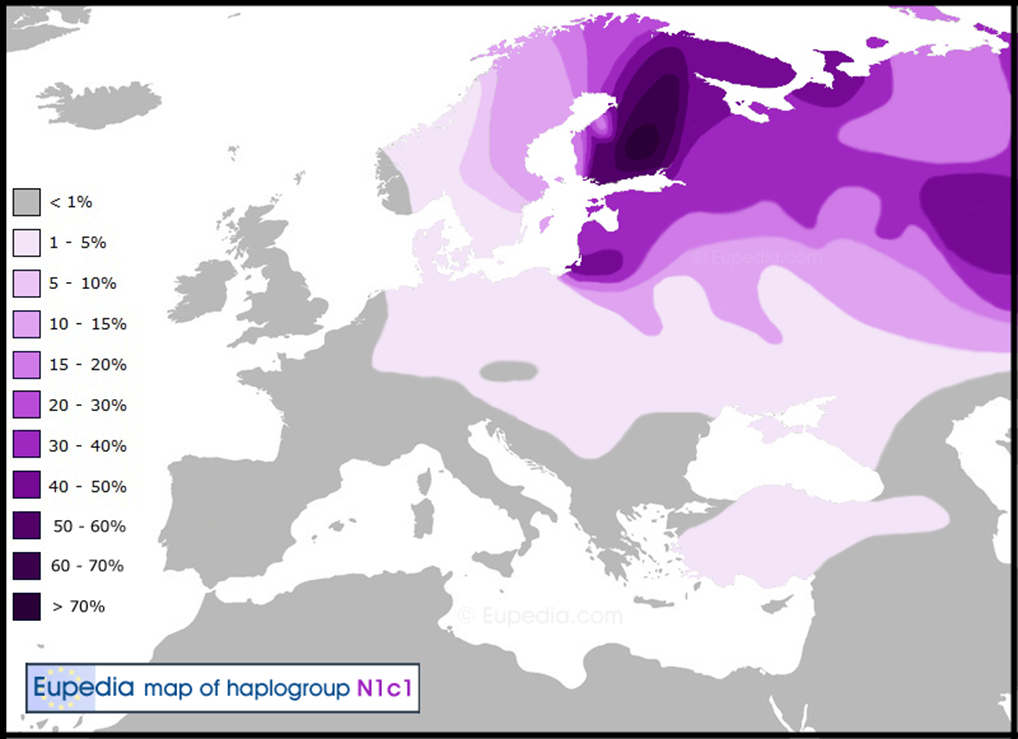 © Eupedia.com
< 1%
1 - 5%
5 - 10%
10 - 15%
15 - 20%
20 - 30%
30 - 40%
40 - 50%
50 - 60%
60 - 70%
> 70%
© Eupedia.com
Eupedia map of haplogroup N1c1